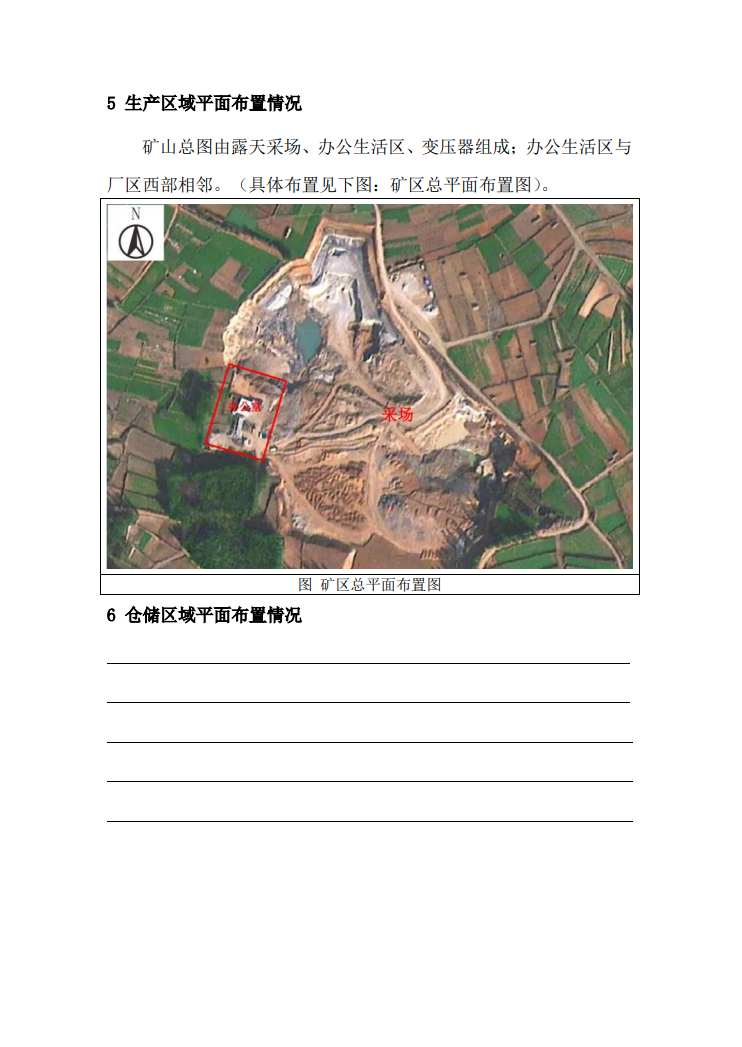 5 生产区域平面布置情况
矿山总图由露天采场、办公生活区、变压器组成；办公生活区与
厂区西部相邻。（具体布置见下图：矿区总平面布置图）。
N
办公室
采场
图 矿区总平面布置图
6 仓储区域平面布置情况